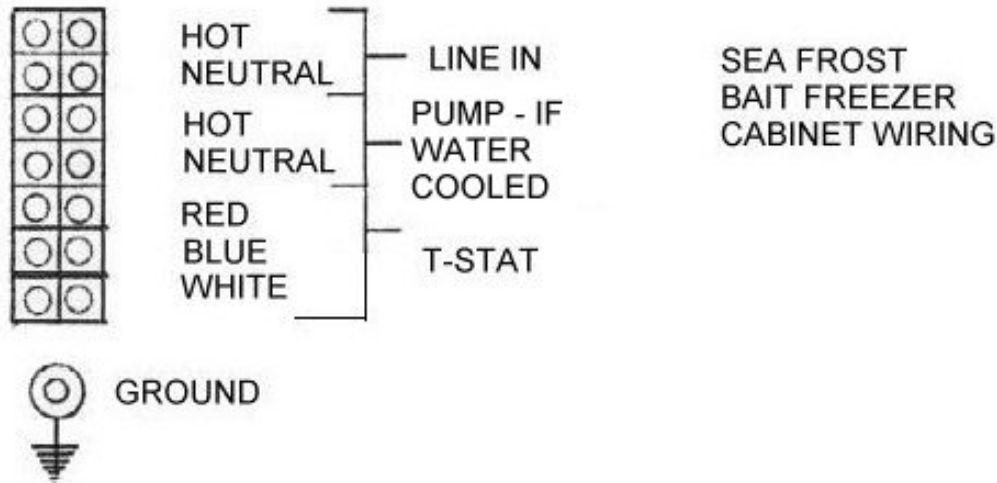 HOT
NEUTRAL
LINE IN
HOT
NEUTRAL
PUMP - IF
WATER
COOLED
RED
BLUE
WHITE
T-STAT
SEA FROST
BAIT FREEZER
CABINET WIRING
GROUND